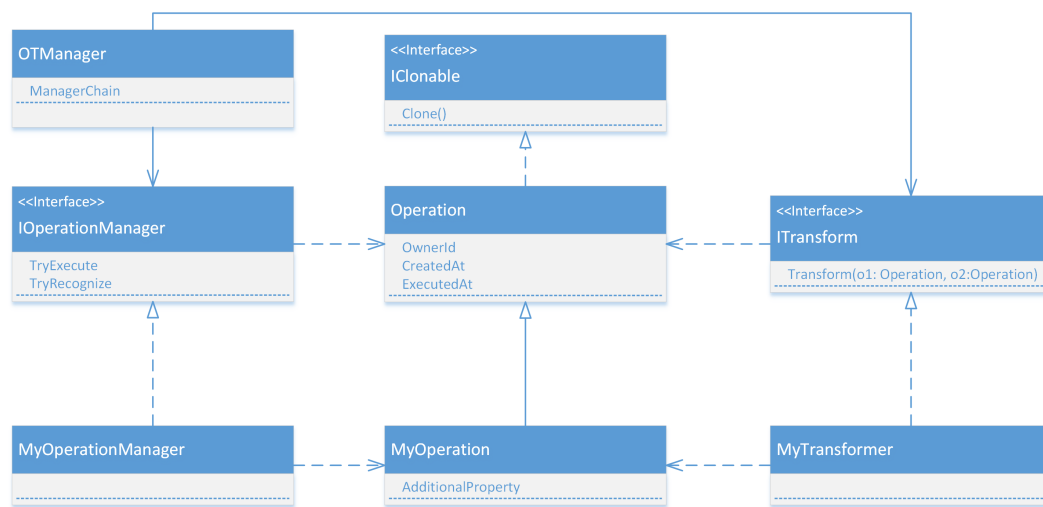 OTManager
ManagerChain
<<Interface>>
IClonable
Clone()
<<Interface>>
IOperationManager
TryExecute
TryRecognize
Operation
OwnerId
CreatedAt
ExecutedAt
<<Interface>>
ITransform
Transform(o1: Operation, o2:Operation)
MyOperationManager
MyOperation
AdditionalProperty
MyTransformer